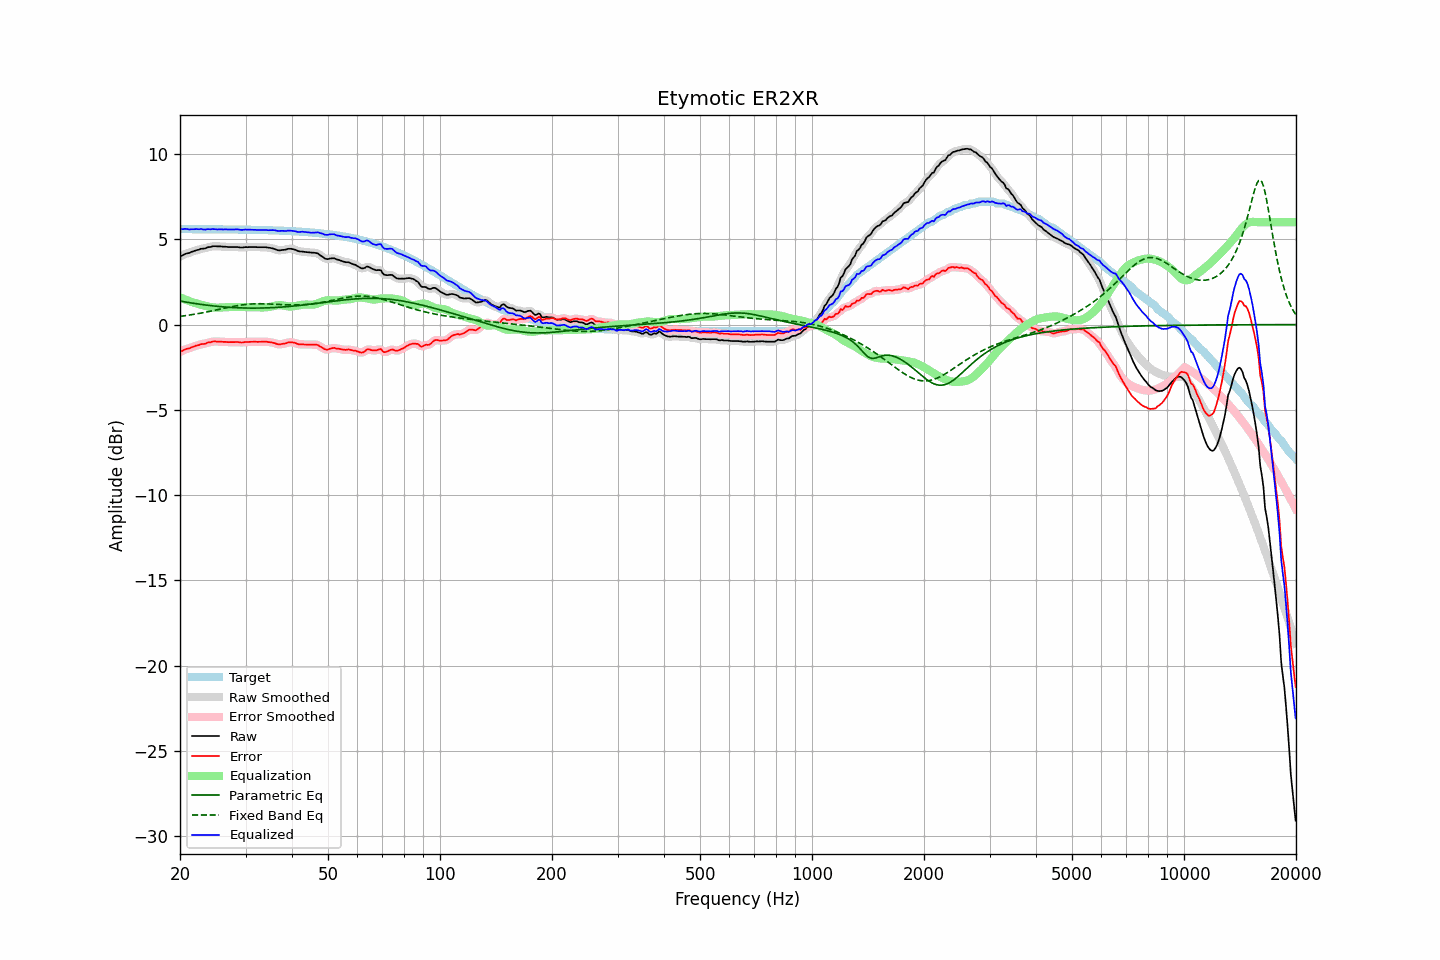 Etymotic ER2XR
Amplitude (dBr)
10
5
0
−5
−10
−15
−20
−25
−30
Target
Raw Smoothed
Error Smoothed
Raw
Error
Equalization
Parametric Eq
Fixed Band Eq
Equalized
20 50 100 200 500 1000 2000 5000 10000 20000
Frequency (Hz)